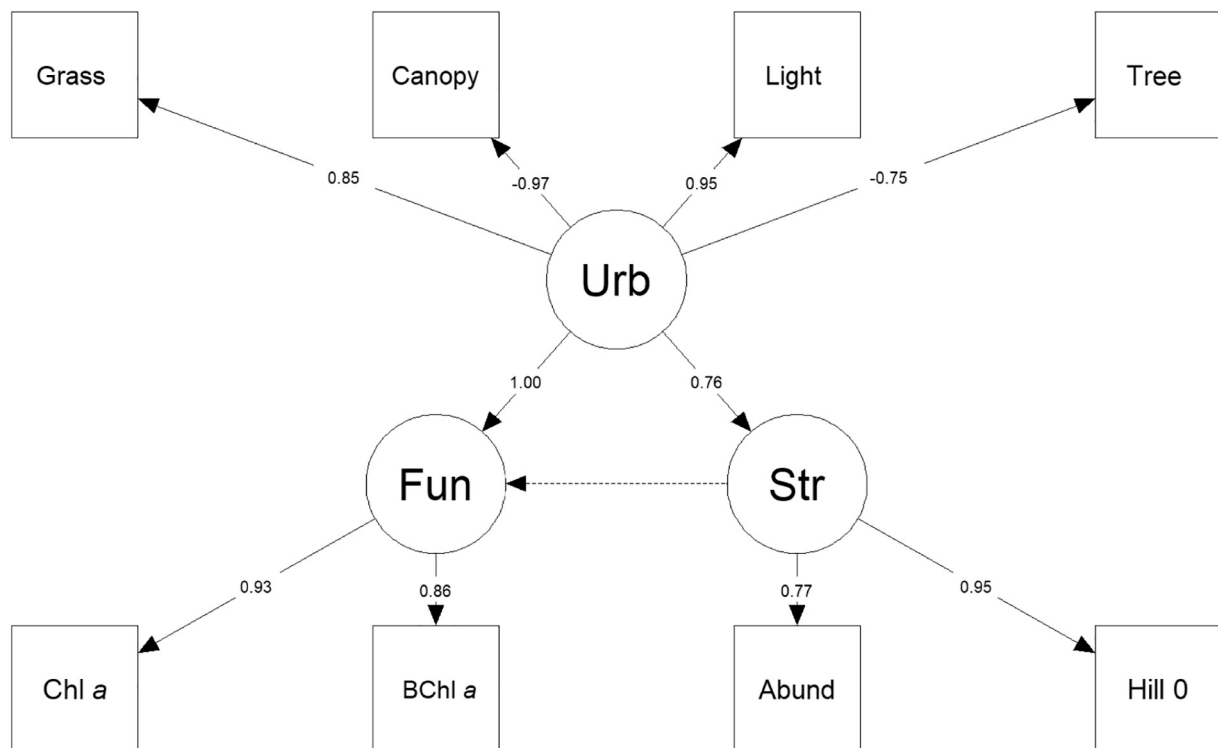 Grass
Canopy
Light
Tree
0.85
-0.97
0.95
-0.75
Urb
1.00
0.76
Fun
Str
0.93
0.86
0.77
0.95
Chl a
BChl a
Abund
Hill 0